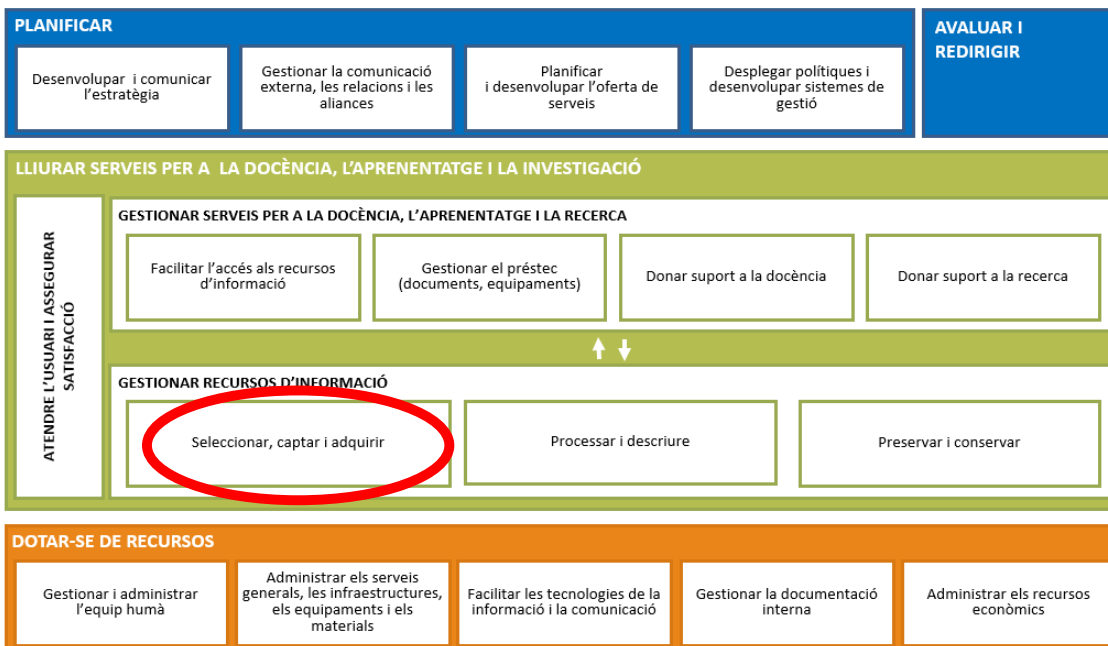 PLANIFICAR
Desenvolupar i comunicar
l'estratègia
Gestionar la comunicació
externa, les relacions i les
aliances
Planificar
i desenvolupar l'oferta de
serveis
Desplegar polítiques i
desenvolupar sistemes de
gestió
AVALUAR I
REDIRIGIR
LLIURAR SERVEIS PER A LA DOCÈNCIA, L'APRENENTATGE I LA INVESTIGACIÓ
ATENDRE L'USUARI I ASSEGURAR
SATISFACCIÓ
GESTIONAR SERVEIS PER A LA DOCÈNCIA, L'APRENENTATGE I LA RECERCA
Facilitar l'accés als recursos
d'informació
Gestionar el préstec
(documents, equipaments)
Donar suport a la docència
Donar suport a la recerca
GESTIONAR RECURSOS D'INFORMACIÓ
Seleccionar, captar i adquirir
Processar i descriure
Preservar i conservar
DOTAR-SE DE RECURSOS
Gestionar i administrar
l'equip humà
Administrar els serveis
generals, les infraestructures,
els equipaments i els
materials
Facilitar les tecnologies de la
informació i la comunicació
Gestionar la documentació
interna
Administrar els recursos
econòmics